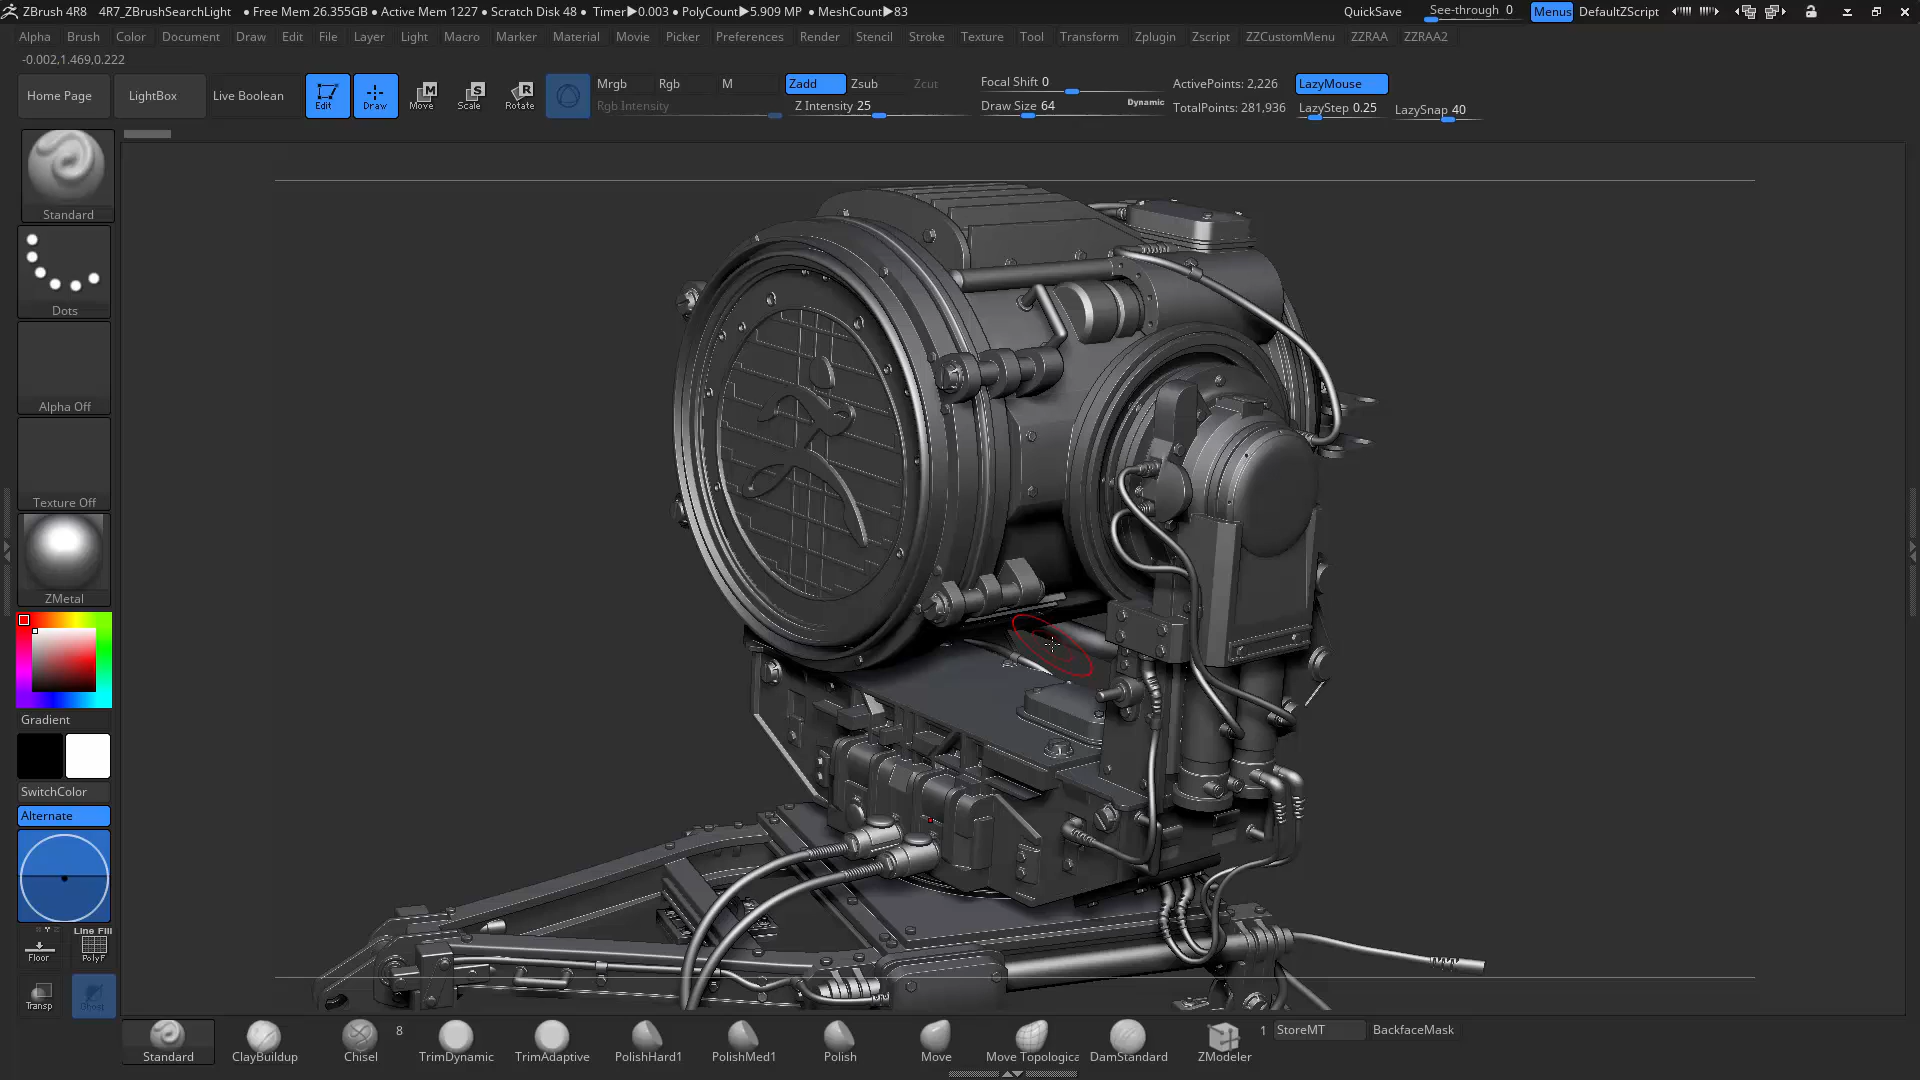 ZBrush 4R8 4R7_ZBrushSearchLight ● Free Mem 26.355GB ● Active Mem 1227 ● Scratch Disk 48 ● Timer▶0.003 ● PolyCount▶5.909 MP ● MeshCount▶83 QuickSave See-through 0 Menus DefaultZScript
Alpha Brush Color Document Draw Edit File Layer Light Macro Marker Material Movie Picker Preferences Render Stencil Stroke Texture Tool Transform Zplugin Zscript ZZCustomMenu ZZRAA ZZRAA2
-0.002,1.469,0.222
Home Page LightBox Live Boolean Edit Draw Move Scale Rotate
Mrgb Rgb M Zadd Zsub Zcut Focal Shift 0 ActivePoints: 2,226 LazyMouse
Rgb Intensity Z Intensity 25 Draw Size 64 Dynamic TotalPoints: 281,936 LazyStep 0.25 LazySnap 40
M
S
R
Standard
Dots
Alpha Off
Texture Off
ZMetal
Gradient
SwitchColor
Alternate
Line Fill
Floor PolyF
Transp Ghost
8 1 StoreMT BackfaceMask
Standard ClayBuildup Chisel TrimDynamic TrimAdaptive PolishHard1 PolishMed1 Polish Move Move Topologica DamStandard ZModeler